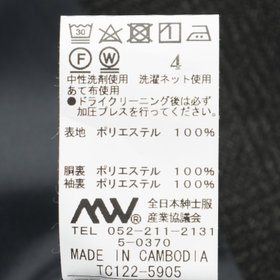 30
F W 4
中性洗剤使用 洗濯ネット使用
あて布使用
●ドライクリーニング後は必ず
加圧プレスを行ってください。
表地 ポリエステル 100%
胴裏 ポリエステル 100%
袖裏 ポリエステル 100%
MW® 全日本紳士服
産業協議会
TEL 052-211-2131
5-0370
MADE IN CAMBODIA
TC122-5905